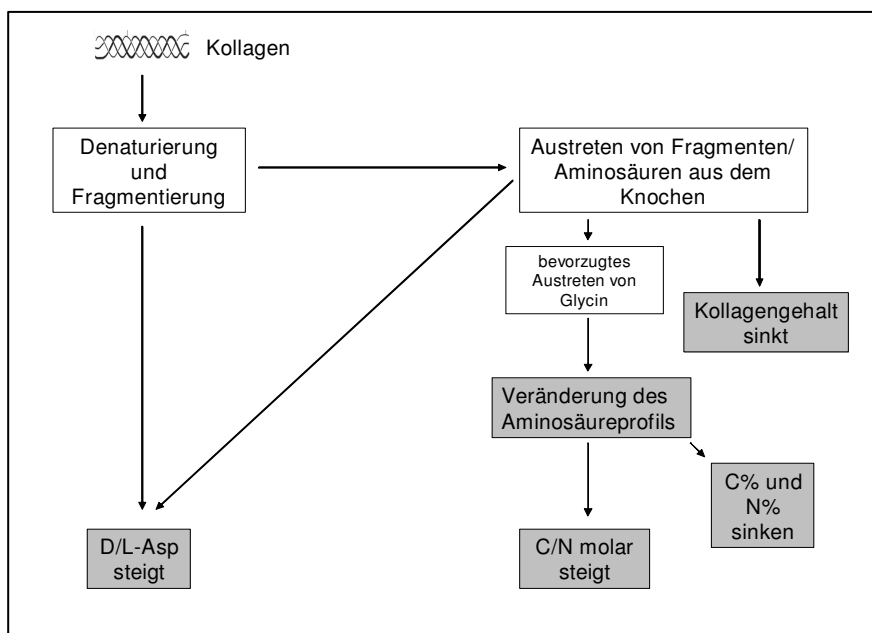 Kollagen
Denaturierung
und
Fragmentierung
Austreten von Fragmenten/
Aminosäuren aus dem
Knochen
bevorzugtes
Austreten von
Glycin
Kollagengehalt
sinkt
Veränderung des
Aminosäureprofils
C% und
N%
sinken
D/L-Asp
steigt
C/N molar
steigt